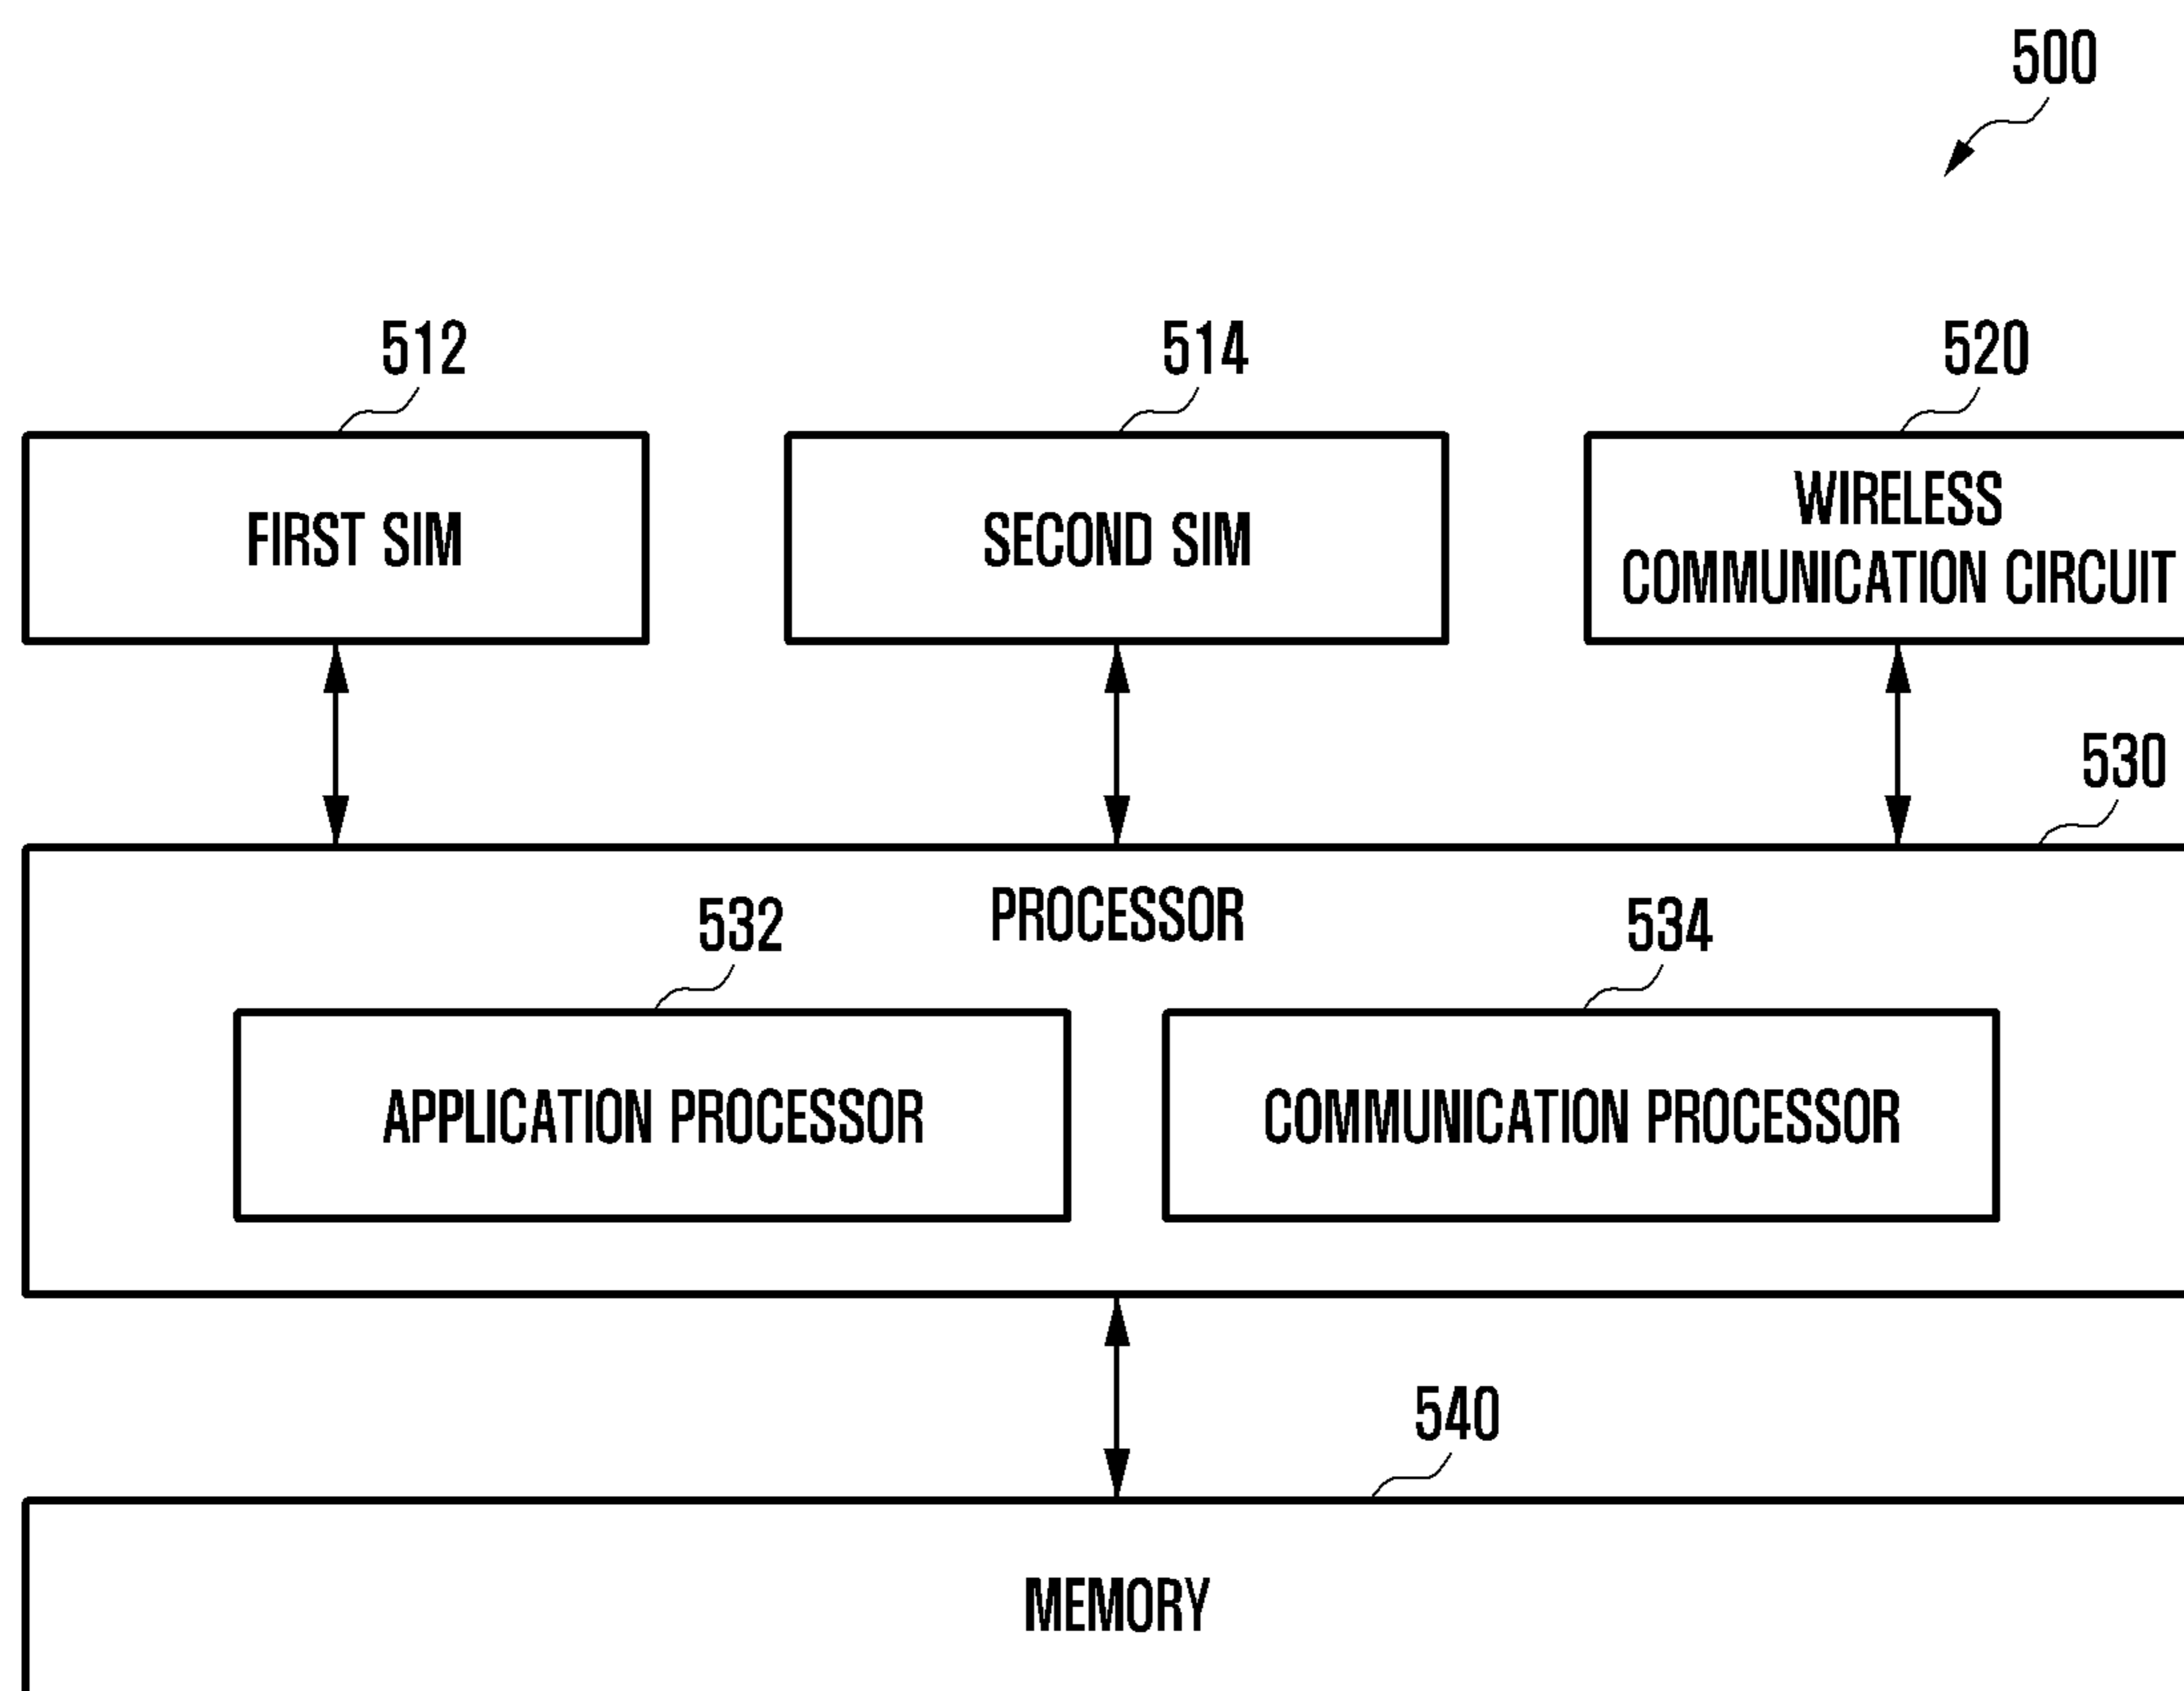 500
512
514
520
FIRST SIM
SECOND SIM
WIRELESS
COMMUNICATION CIRCUIT
530
PROCESSOR
532
534
APPLICATION PROCESSOR
COMMUNICATION PROCESSOR
540
MEMORY